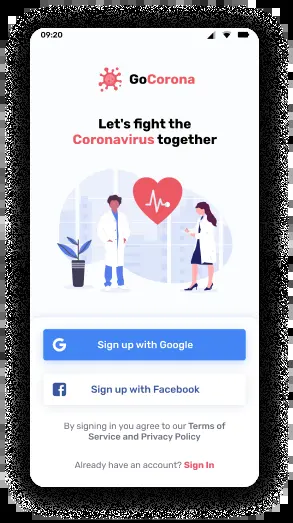 09:20
GoCorona
Let's fight the
Coronavirus together
Sign up with Google
Sign up with Facebook
By signing in you agree to our Terms of
Service and Privacy Policy
Already have an account? Sign In